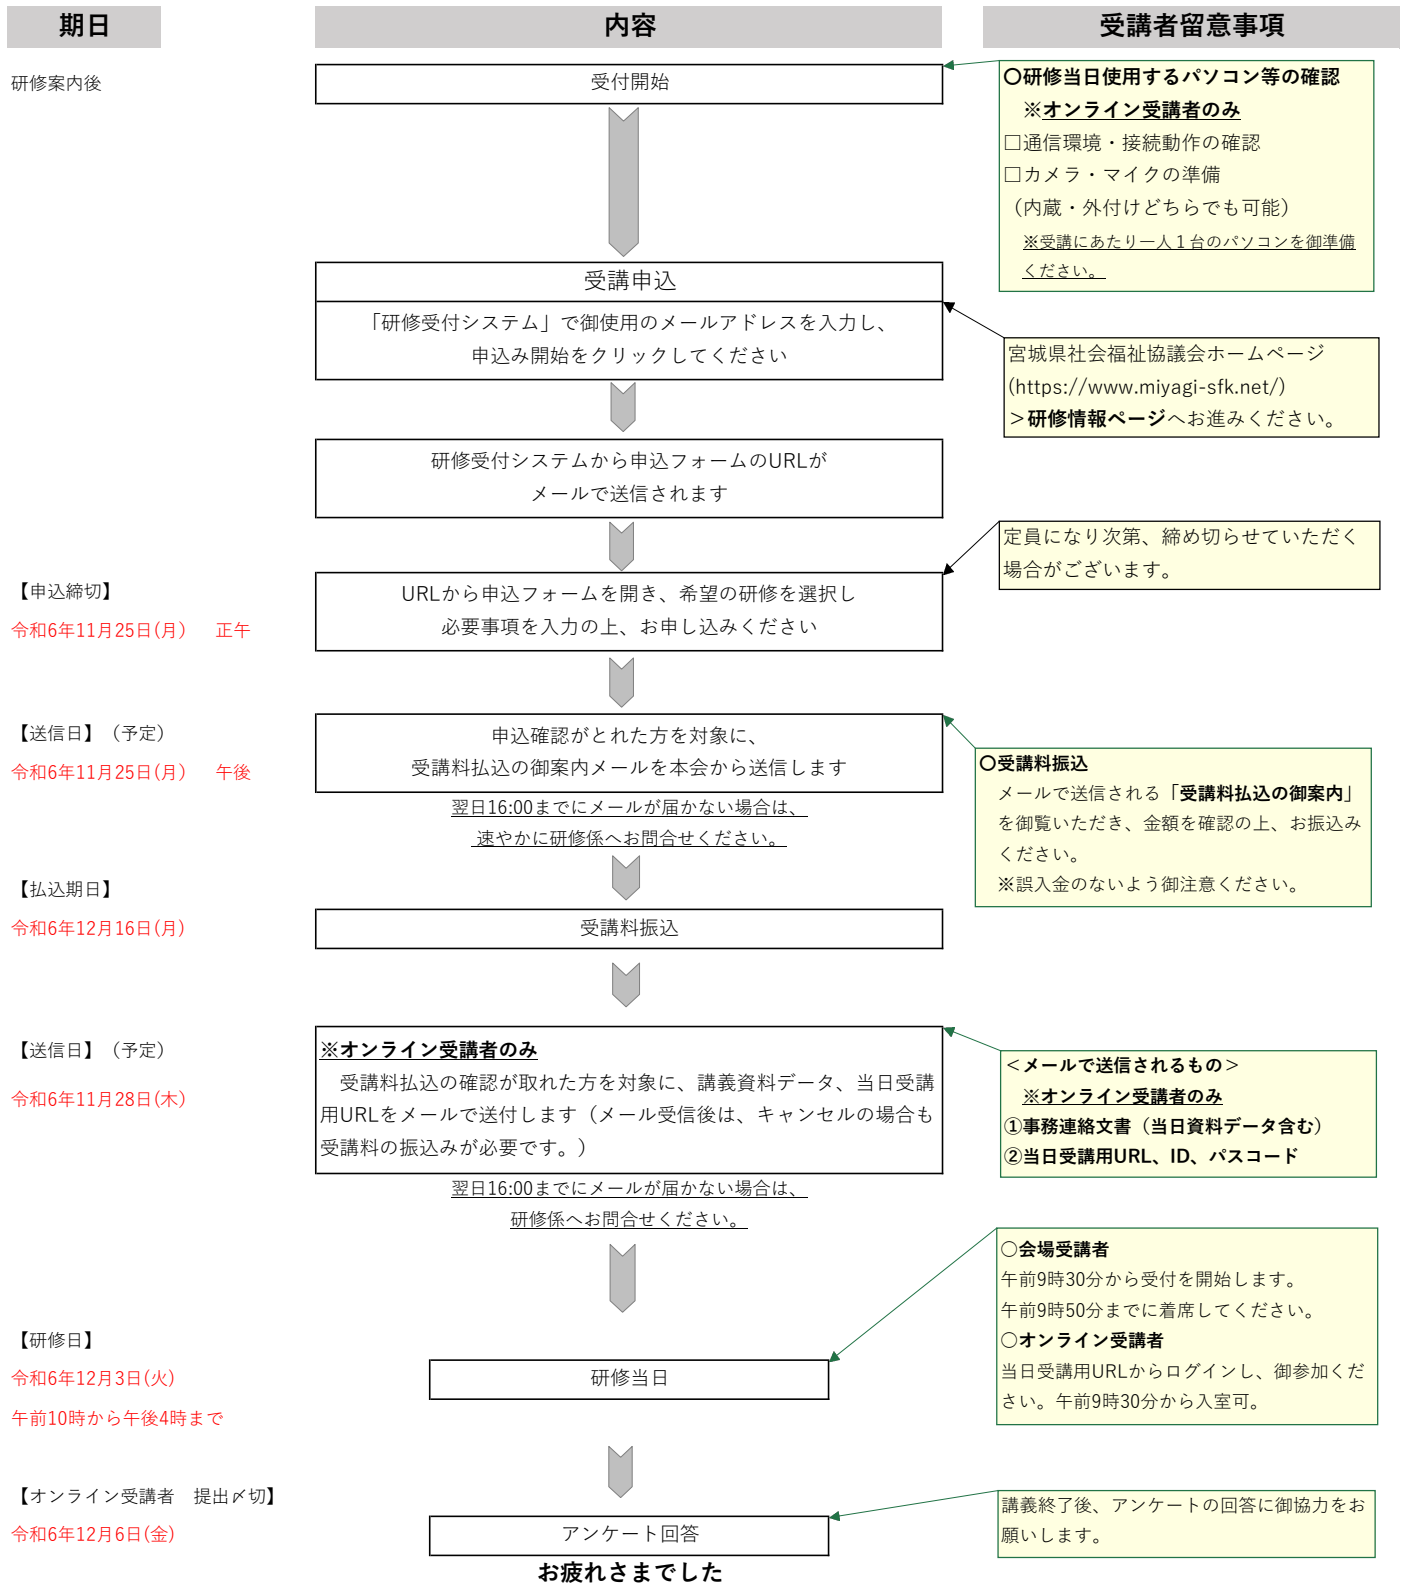 期日
内容
受講者留意事項
研修案内後
受付開始
〇研修当日使用するパソコン等の確認
※オンライン受講者のみ
□通信環境・接続動作の確認
□カメラ・マイクの準備
（内蔵・外付けどちらでも可能）
※受講にあたり一人１台のパソコンを御準備
ください。
受講申込
「研修受付システム」で御使用のメールアドレスを入力し、
申込み開始をクリックしてください
宮城県社会福祉協議会ホームページ
(https://www.miyagi-sfk.net/)
＞研修情報ページへお進みください。
研修受付システムから申込フォームのURLが
メールで送信されます
定員になり次第、締め切らせていただく
場合がございます。
【申込締切】
令和6年11月25日(月)　正午
URLから申込フォームを開き、希望の研修を選択し
必要事項を入力の上、お申し込みください
【送信日】（予定）
令和6年11月25日(月)　午後
申込確認がとれた方を対象に、
受講料払込の御案内メールを本会から送信します
翌日16:00までにメールが届かない場合は、
速やかに研修係へお問合せください。
〇受講料振込
メールで送信される「受講料払込の御案内」
を御覧いただき、金額を確認の上、お振込み
ください。
※誤入金のないよう御注意ください。
【払込期日】
令和6年12月16日(月)
受講料振込
【送信日】（予定）
令和6年11月28日(木)
※オンライン受講者のみ
受講料払込の確認が取れた方を対象に、講義資料データ、当日受講
用URLをメールで送付します（メール受信後は、キャンセルの場合も
受講料の振込みが必要です。）
翌日16:00までにメールが届かない場合は、
研修係へお問合せください。
＜メールで送信されるもの＞
※オンライン受講者のみ
①事務連絡文書（当日資料データ含む）
②当日受講用URL、ID、パスコード
○会場受講者
午前9時30分から受付を開始します。
午前9時50分までに着席してください。
○オンライン受講者
当日受講用URLからログインし、御参加くだ
さい。午前9時30分から入室可。
【研修日】
令和6年12月3日(火)
午前10時から午後4時まで
研修当日
【オンライン受講者　提出〆切】
令和6年12月6日(金)
アンケート回答
講義終了後、アンケートの回答に御協力をお
願いします。
お疲れさまでした